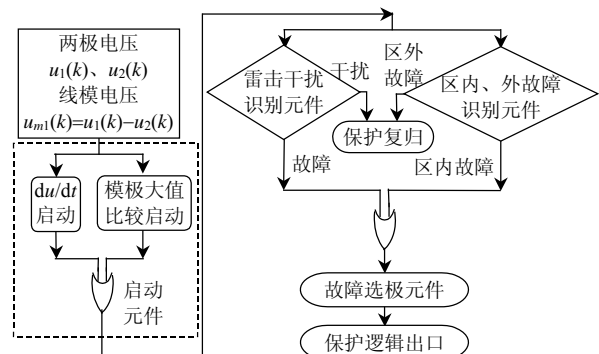 两极电压
u1(k)、u2(k)
线模电压
um1(k)=u1(k)−u2(k)
du/dt
启动
模极大值
比较启动
启动
元件
雷击干扰
识别元件
干扰
区外
故障
区内、外故障
识别元件
保护复归
故障
区内故障
故障选极元件
保护逻辑出口